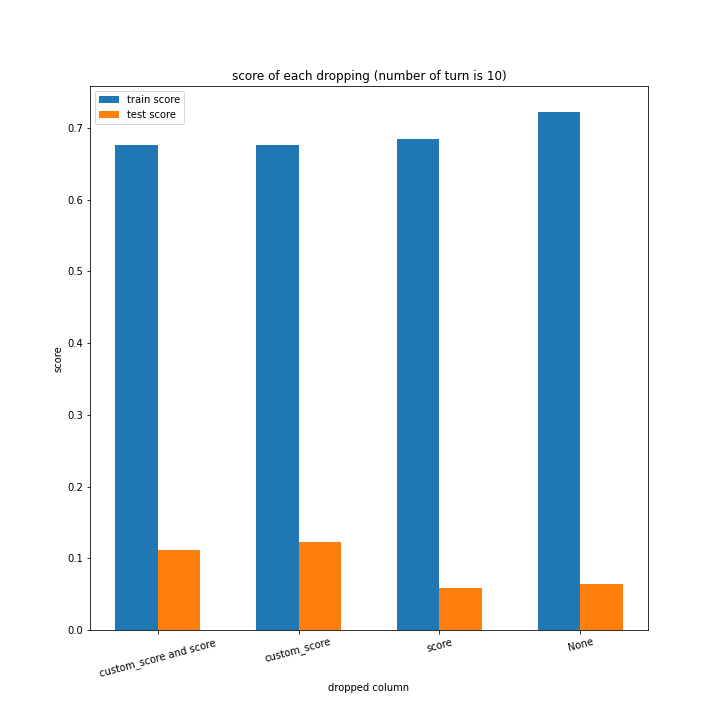 score of each dropping (number of turn is 10)
train score
test score
0.7
0.6
0.5
0.4
0.3
0.2
0.1
0.0
score
custom_score and score
custom_score
score
None
dropped column